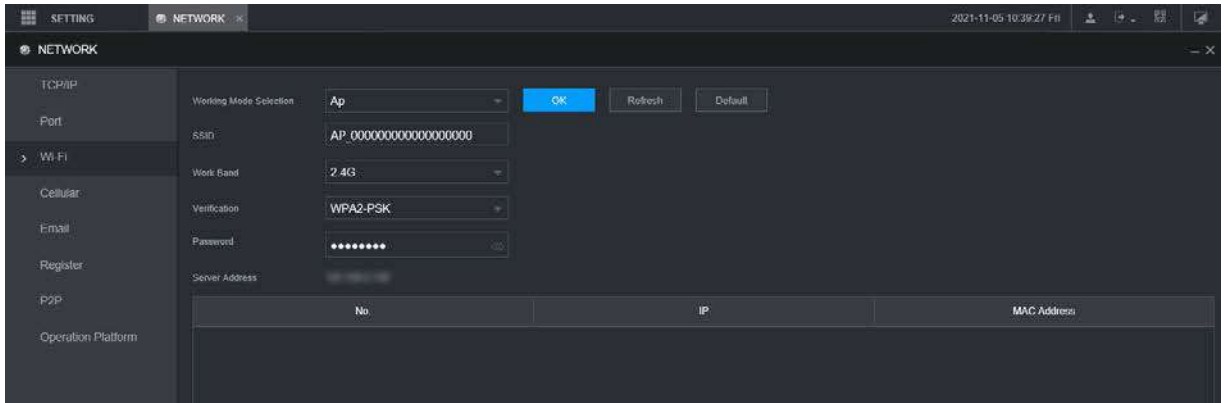 SETTING NETWORK × 2021-11-05 10:39:27 Fri
NETWORK
TCP/IP
Port
Wi-Fi
Cellular
Email
Register
P2P
Operation Platform
Working Mode Selection Ap OK Refresh Default
SSID AP_000000000000000000
Work Band 2.4G
Verification WPA2-PSK
Password ●●●●●●●●
Server Address
No. IP MAC Address